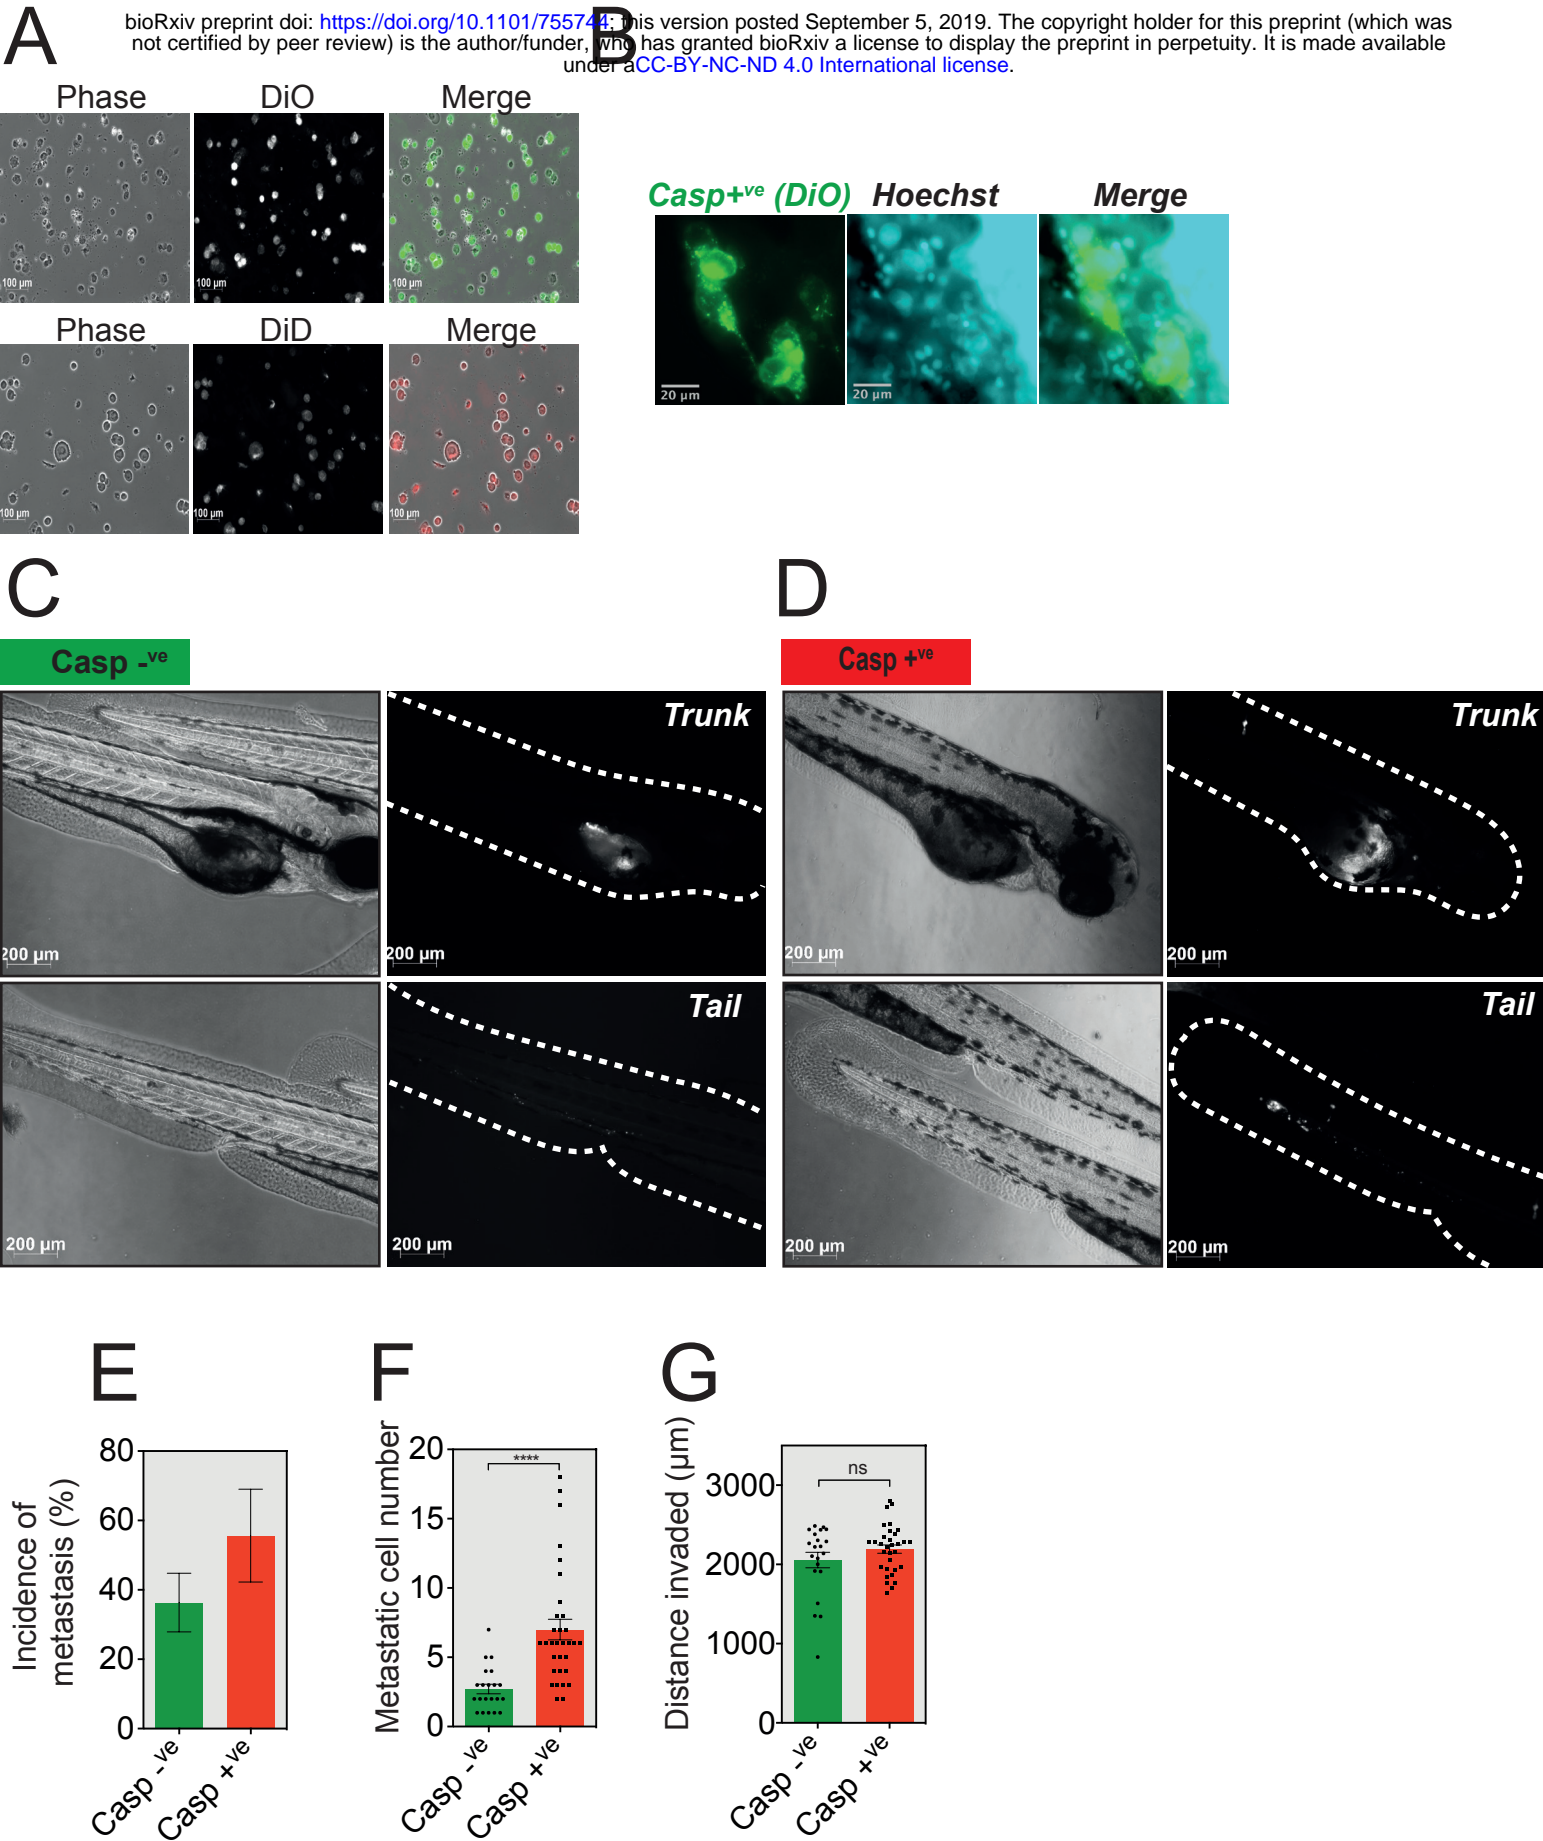 bioRxiv preprint doi: https://doi.org/10.1101/755744; this version posted September 5, 2019. The copyright holder for this preprint (which was
not certified by peer review) is the author/funder, who has granted bioRxiv a license to display the preprint in perpetuity. It is made available
under aCC-BY-NC-ND 4.0 International license.
A
B
Phase DiO Merge
100 µm 100 µm 100 µm
Phase DiD Merge
100 µm 100 µm 100 µm
Casp+ve (DiO) Hoechst Merge
20 µm 20 µm
C
D
Casp -ve
Casp +ve
Trunk
Trunk
200 µm 200 µm 200 µm 200 µm
Tail
Tail
200 µm 200 µm 200 µm 200 µm
E
Incidence of
metastasis (%)
80
60
40
20
0
Casp -ve
Casp +ve
F
Metastatic cell number
20
15
10
5
0
****
Casp -ve
Casp +ve
G
Distance invaded (µm)
3000
2000
1000
0
ns
Casp -ve
Casp +ve